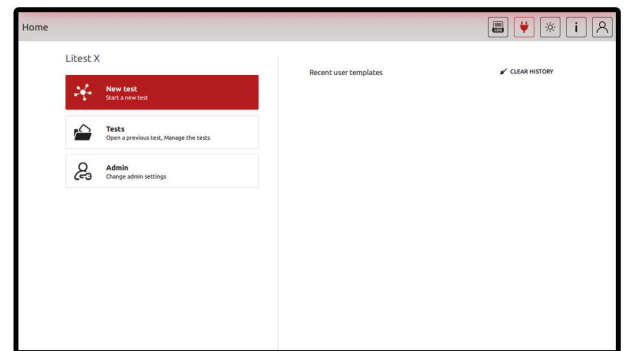 Home
Litest X
New test
Start a new test
Tests
Open a previous test, Manage the tests
Admin
Change admin settings
Recent user templates
CLEAR HISTORY